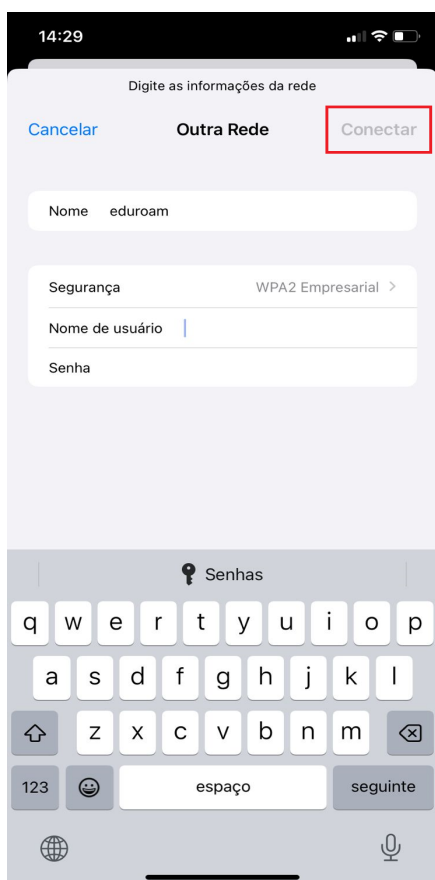 14:29
Digite as informações da rede
Cancelar Outra Rede Conectar
Nome eduroam
Segurança WPA2 Empresarial >
Nome de usuário
Senha
Senhas
q w e r t y u i o p
a s d f g h j k l
z x c v b n m
123 espaço seguinte